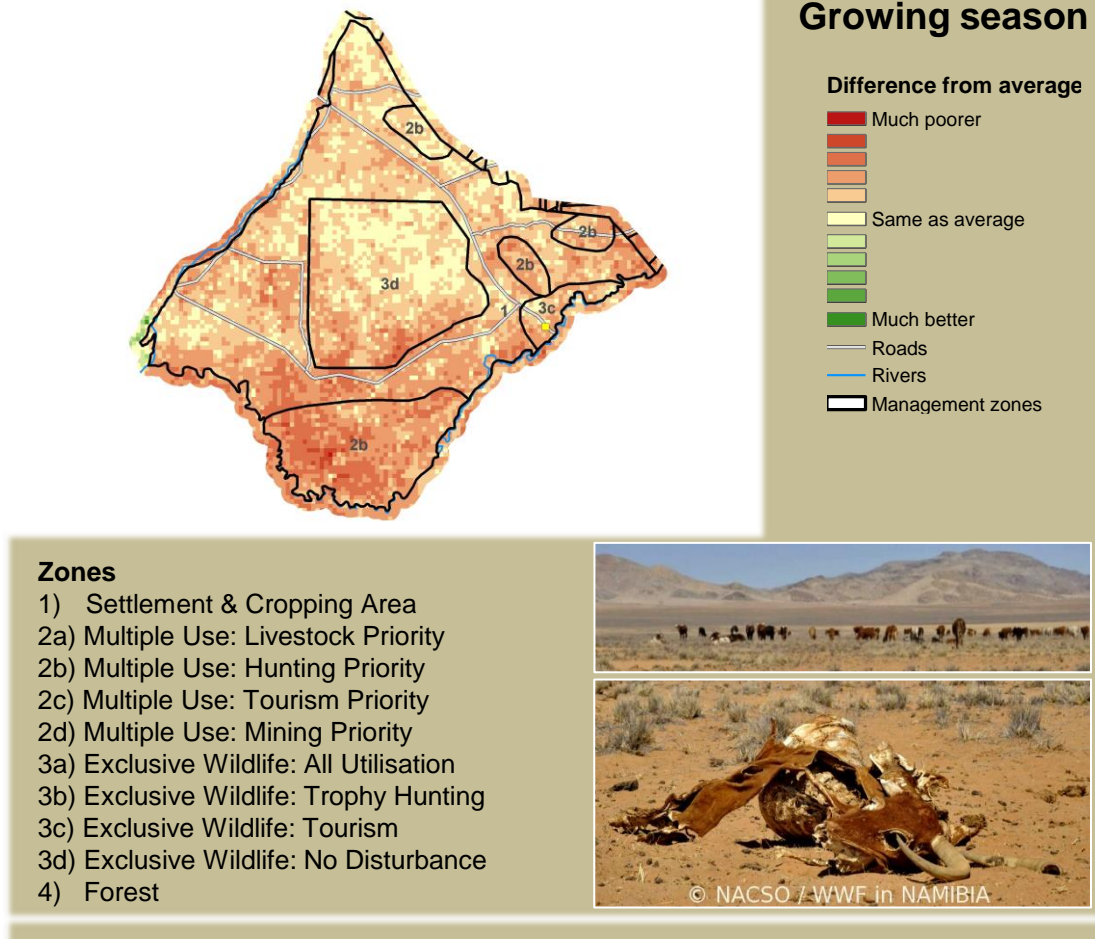 Growing season
Difference from average
Much poorer
Same as average
Much better
Roads
Rivers
Management zones
2b
2b
2b
3d
1
3c
2b
Zones
1) Settlement & Cropping Area
2a) Multiple Use: Livestock Priority
2b) Multiple Use: Hunting Priority
2c) Multiple Use: Tourism Priority
2d) Multiple Use: Mining Priority
3a) Exclusive Wildlife: All Utilisation
3b) Exclusive Wildlife: Trophy Hunting
3c) Exclusive Wildlife: Tourism
3d) Exclusive Wildlife: No Disturbance
4) Forest
© NACSO / WWF in NAMIBIA